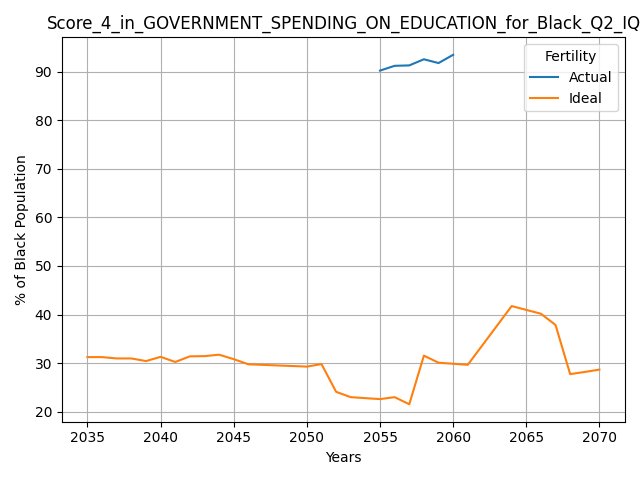 Score_4_in_GOVERNMENT_SPENDING_ON_EDUCATION_for_Black_Q2_IQ
Fertility
Actual
Ideal
% of Black Population
90
80
70
60
50
40
30
20
2035 2040 2045 2050 2055 2060 2065 2070
Years